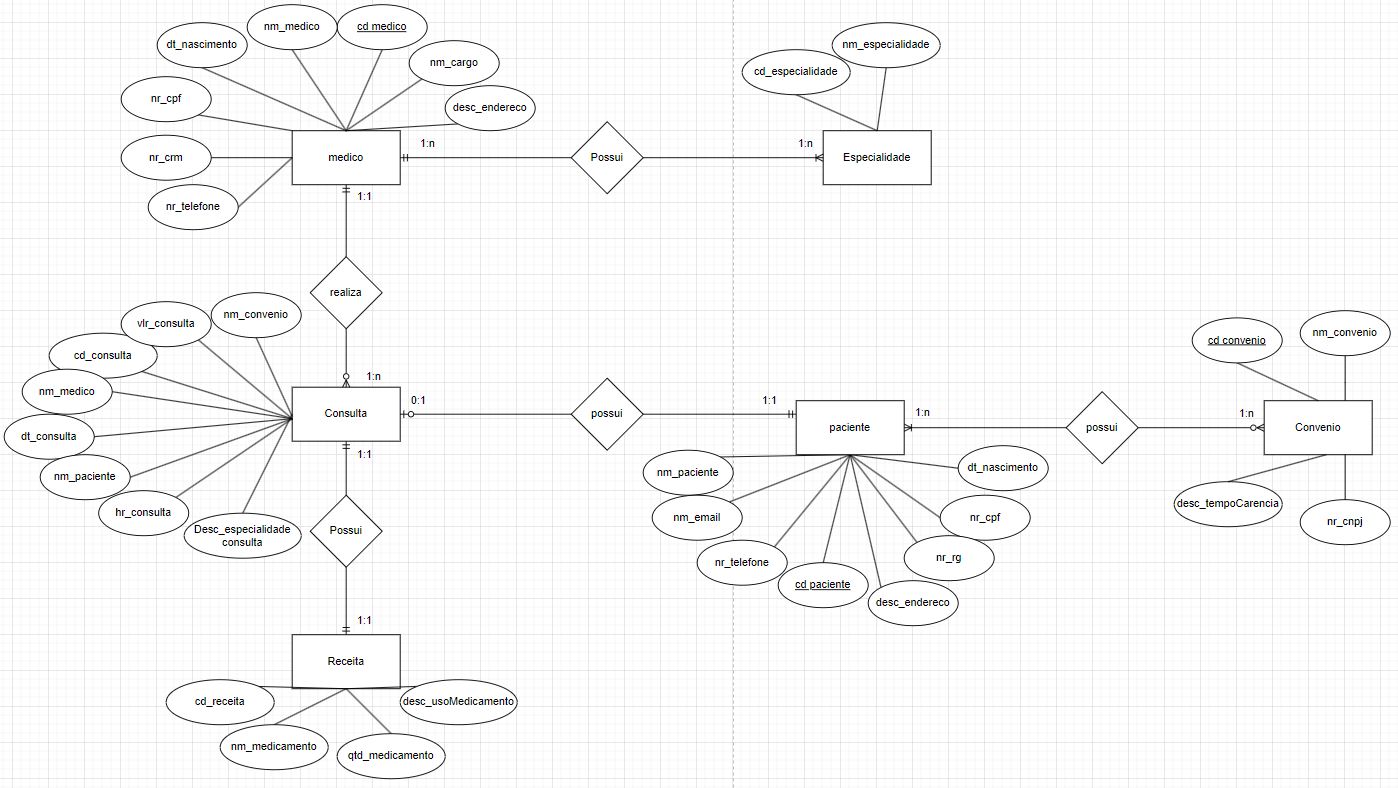 nm_medico
cd medico
dt_nascimento
nm_cargo
nr_cpf
desc_endereco
nr_crm
medico
nr_telefone
1:n
Possui
1:n
nm_especialidade
cd_especialidade
Especialidade
1:1
realiza
1:n
nm_convenio
vlr_consulta
cd_consulta
nm_medico
dt_consulta
nm_paciente
hr_consulta
Desc_especialidade
consulta
Consulta
0:1
possui
1:1
paciente
1:n
possui
1:n
Convenio
cd convenio
nm_convenio
desc_tempoCarencia
nr_cnpj
nm_paciente
nm_email
nr_telefone
cd paciente
desc_endereco
nr_rg
nr_cpf
dt_nascimento
1:1
Possui
1:1
Receita
cd_receita
nm_medicamento
qtd_medicamento
desc_usoMedicamento